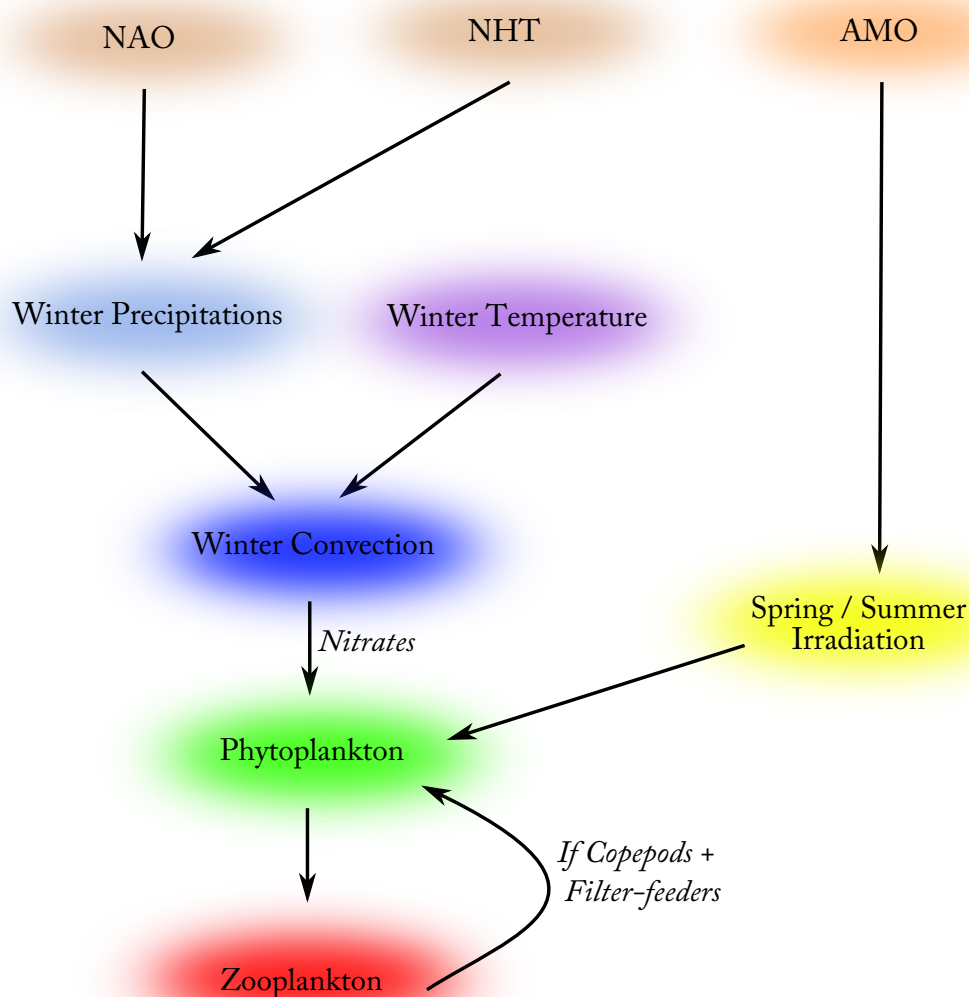 NAO
NHT
AMO
Winter Precipitations
Winter Temperature
Winter Convection
Nitrates
Spring / Summer
Irradiation
Phytoplankton
If Copepods +
Filter-feeders
Zooplankton